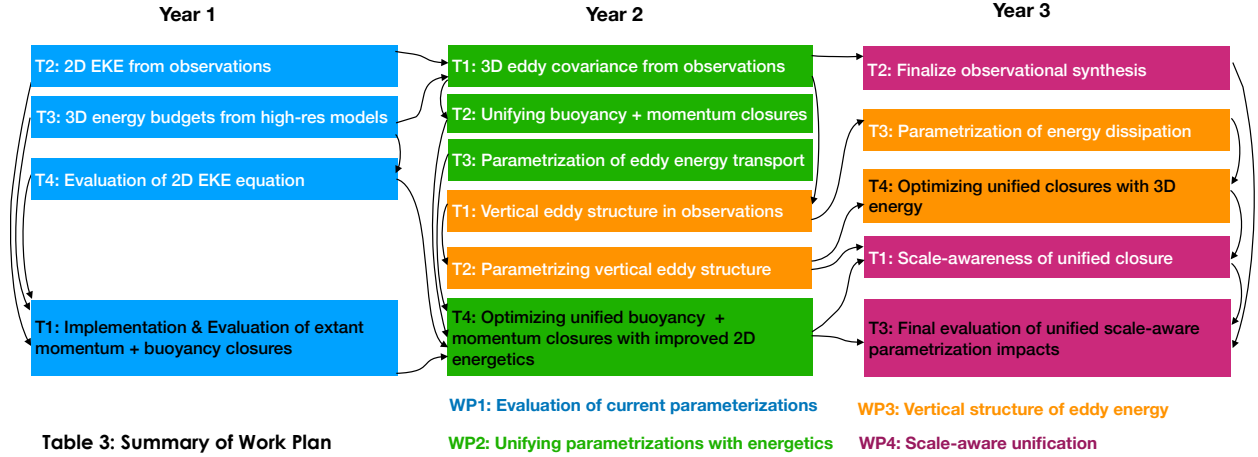 Year 1
T2: 2D EKE from observations
T3: 3D energy budgets from high-res models
T4: Evaluation of 2D EKE equation
T1: Implementation & Evaluation of extant
momentum + buoyancy closures
Year 2
T1: 3D eddy covariance from observations
T2: Unifying buoyancy + momentum closures
T3: Parametrization of eddy energy transport
T1: Vertical eddy structure in observations
T2: Parametrizing vertical eddy structure
T4: Optimizing unified buoyancy +
momentum closures with improved 2D
energetics
Year 3
T2: Finalize observational synthesis
T3: Parametrization of energy dissipation
T4: Optimizing unified closures with 3D
energy
T1: Scale-awareness of unified closure
T3: Final evaluation of unified scale-aware
parametrization impacts
WP1: Evaluation of current parameterizations
WP2: Unifying parametrizations with energetics
WP3: Vertical structure of eddy energy
WP4: Scale-aware unification
Table 3: Summary of Work Plan